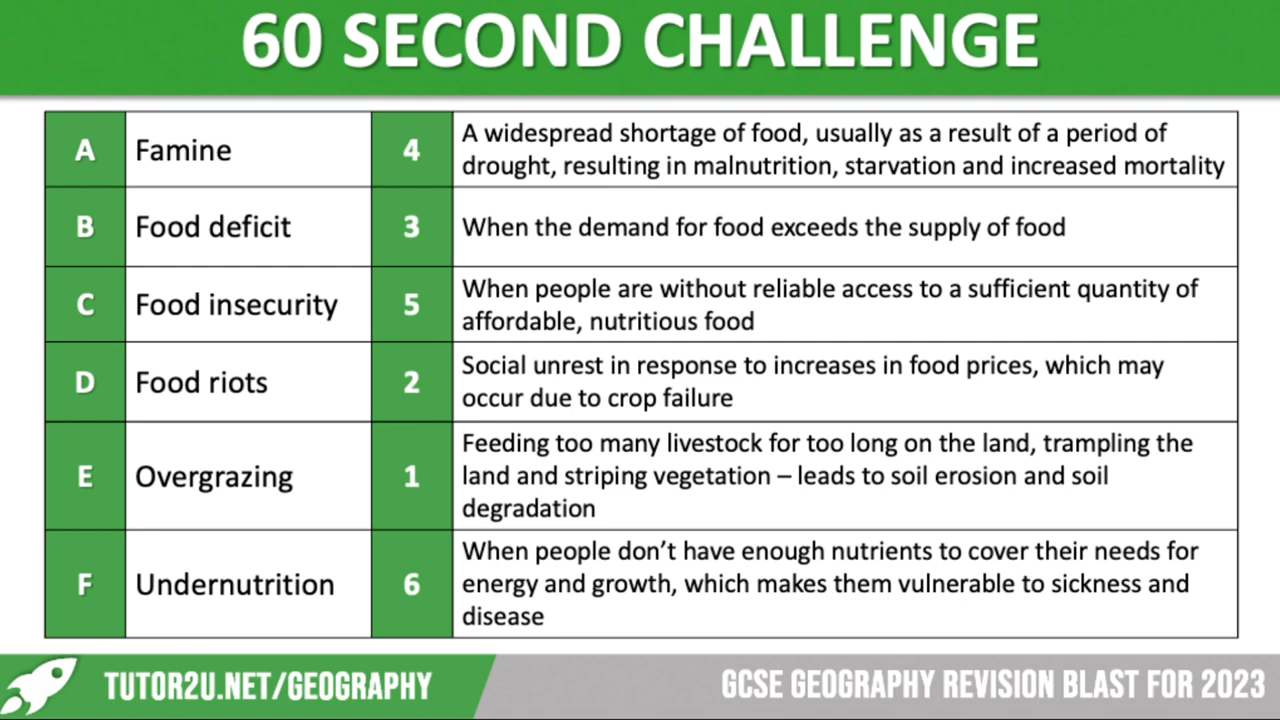 60 SECOND CHALLENGE
A Famine 4 A widespread shortage of food, usually as a result of a period of
drought, resulting in malnutrition, starvation and increased mortality
B Food deficit 3 When the demand for food exceeds the supply of food
C Food insecurity 5 When people are without reliable access to a sufficient quantity of
affordable, nutritious food
D Food riots 2 Social unrest in response to increases in food prices, which may
occur due to crop failure
E Overgrazing 1 Feeding too many livestock for too long on the land, trampling the
land and striping vegetation – leads to soil erosion and soil
degradation
F Undernutrition 6 When people don’t have enough nutrients to cover their needs for
energy and growth, which makes them vulnerable to sickness and
disease
TUTOR2U.NET/GEOGRAPHY
GCSE GEOGRAPHY REVISION BLAST FOR 2023